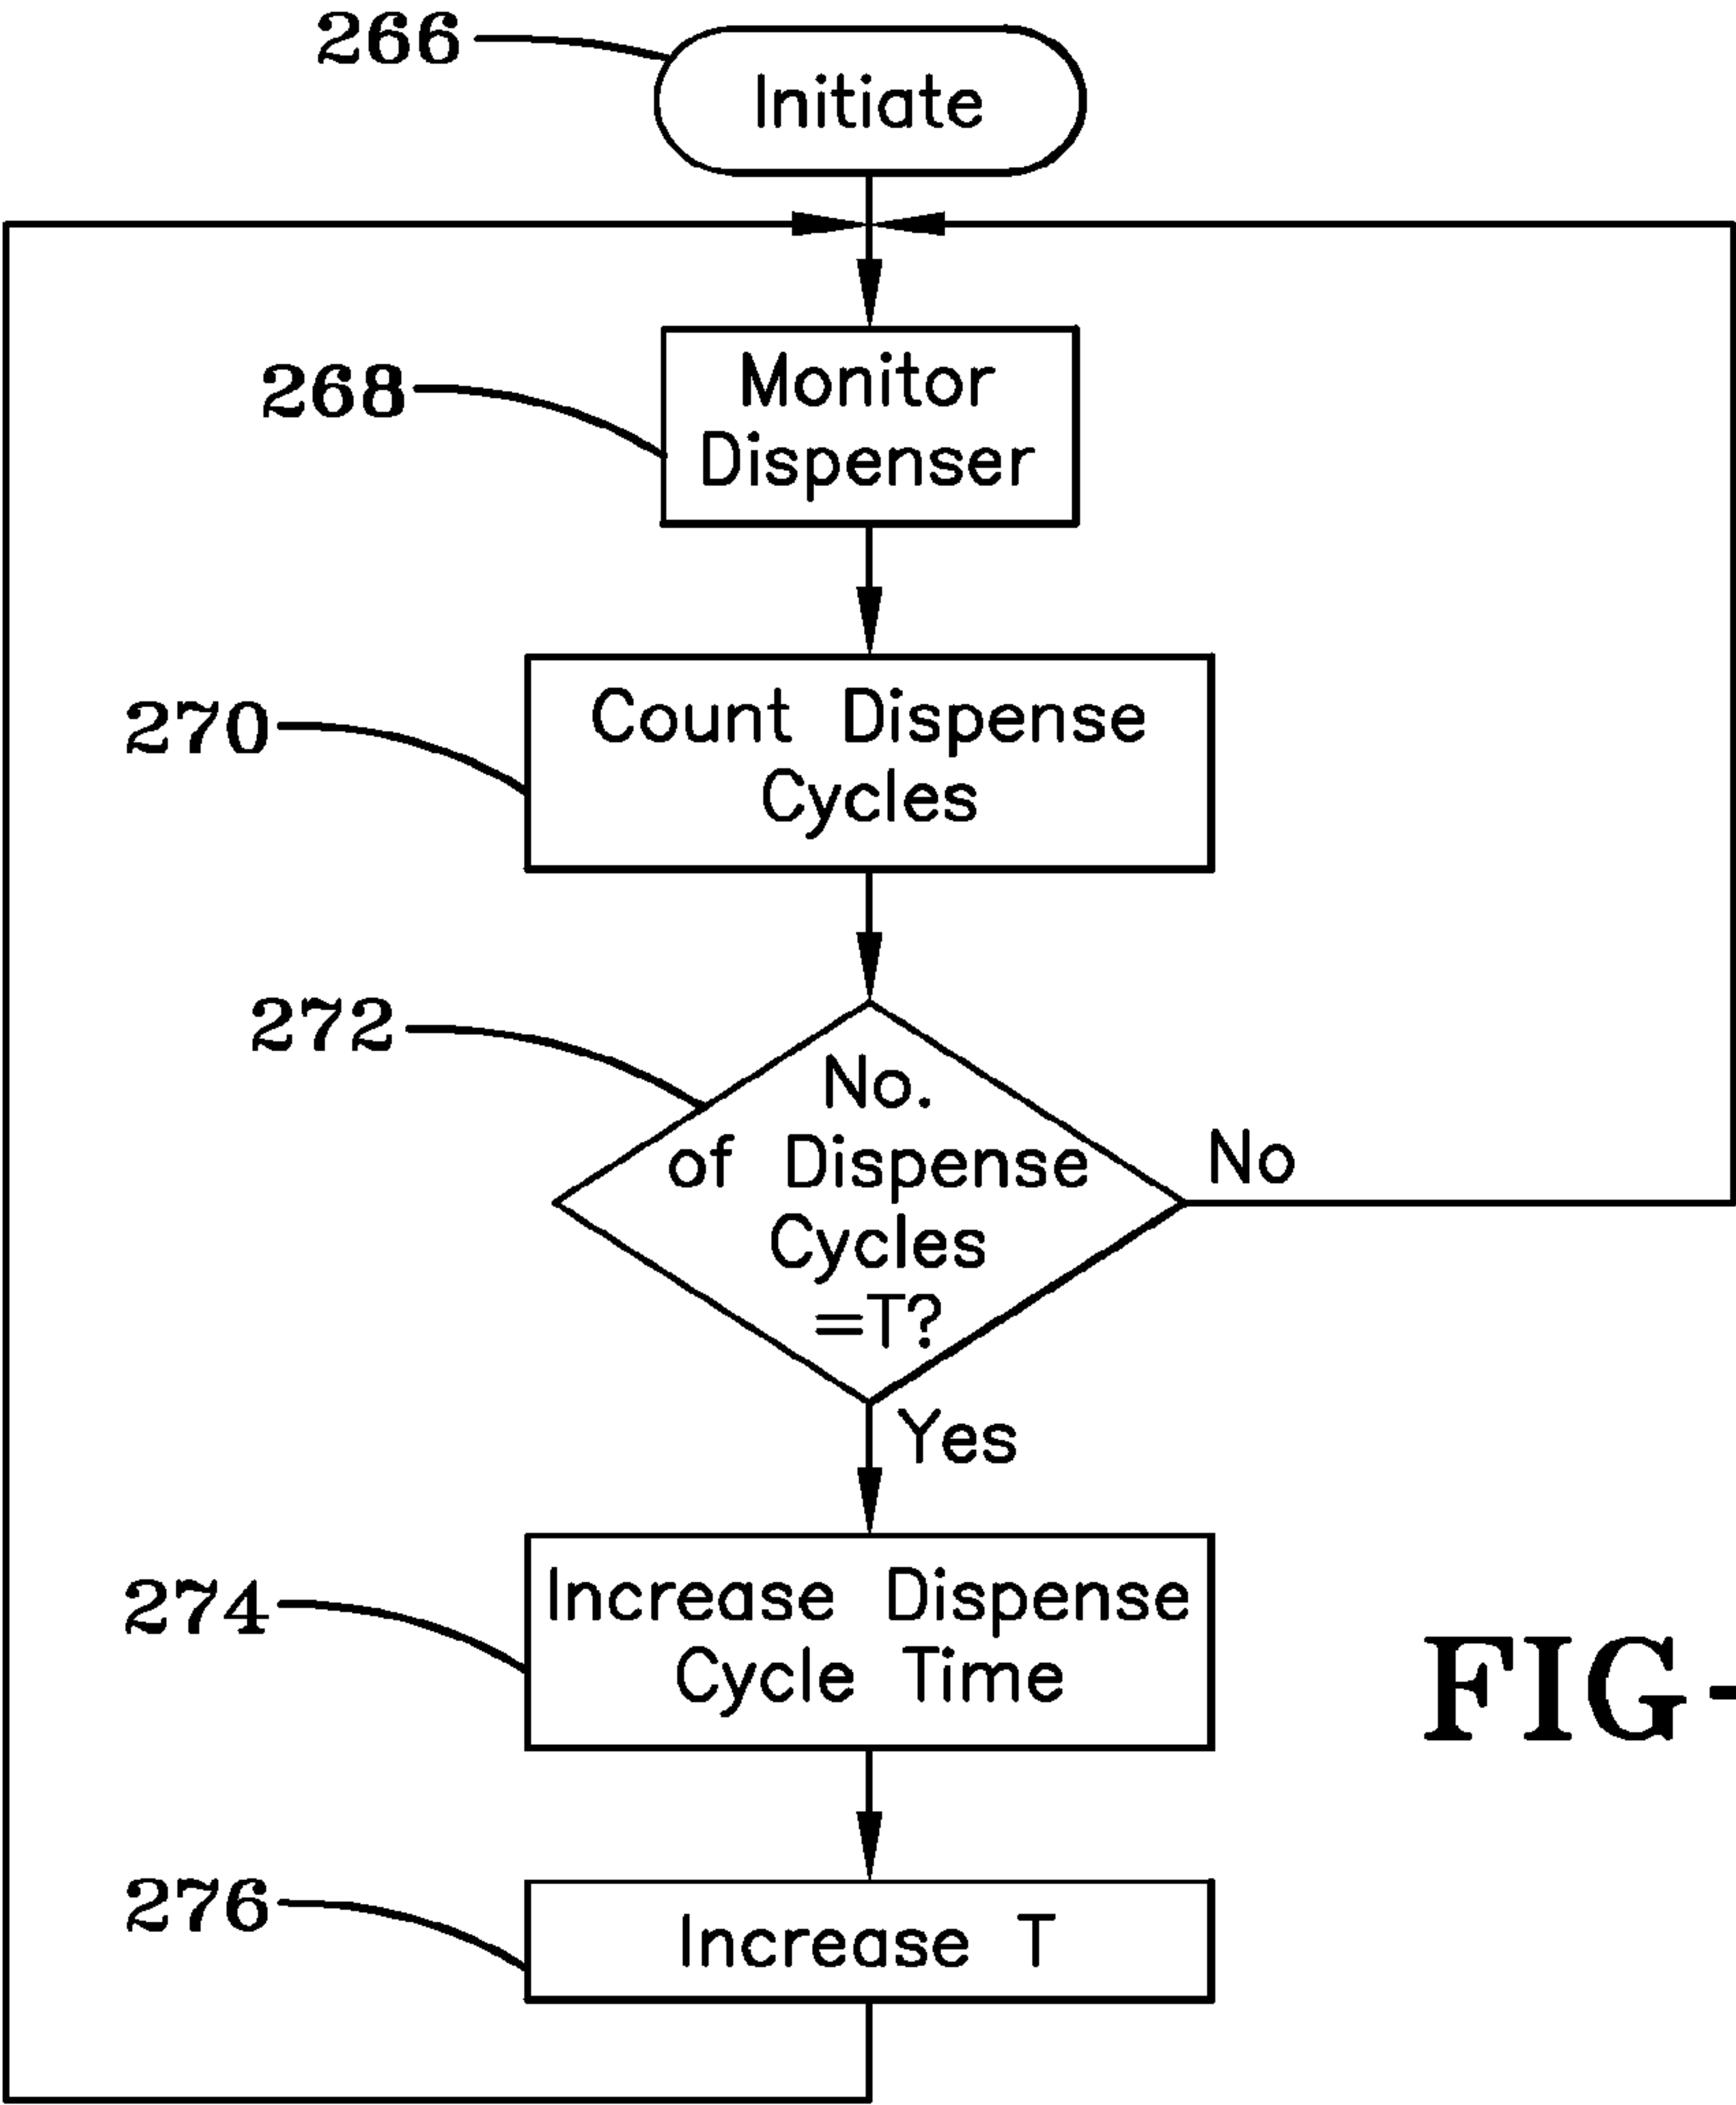 266
Initiate
268
Monitor
Dispenser
270
Count Dispense
Cycles
272
No.
of Dispense
Cycles
=T?
No
Yes
274
Increase Dispense
Cycle Time
FIG-
276
Increase T